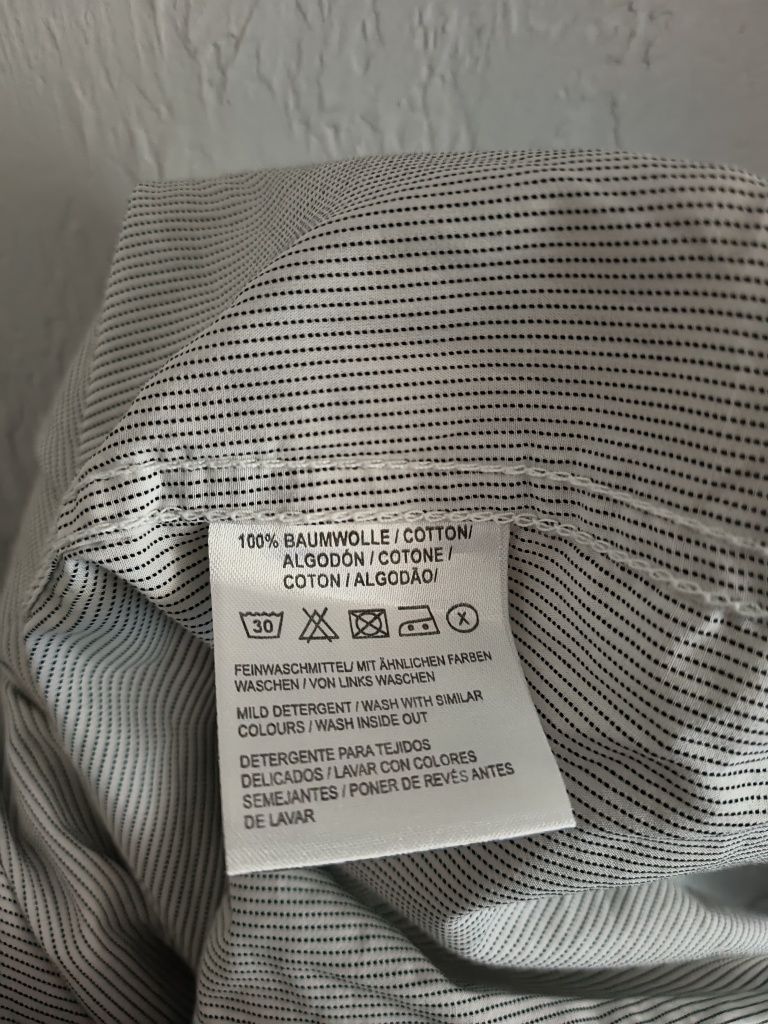 100% BAUMWOLLE / COTTON/
ALGODÓN / COTONE /
COTON / ALGODÃO/
30
X
FEINWASCHMITTEL/ MIT ÄHNLICHEN FARBEN
WASCHEN / VON LINKS WASCHEN
MILD DETERGENT / WASH WITH SIMILAR
COLOURS / WASH INSIDE OUT
DETERGENTE PARA TEJIDOS
DELICADOS / LAVAR CON COLORES
SEMEJANTES / PONER DE REVÉS ANTES
DE LAVAR